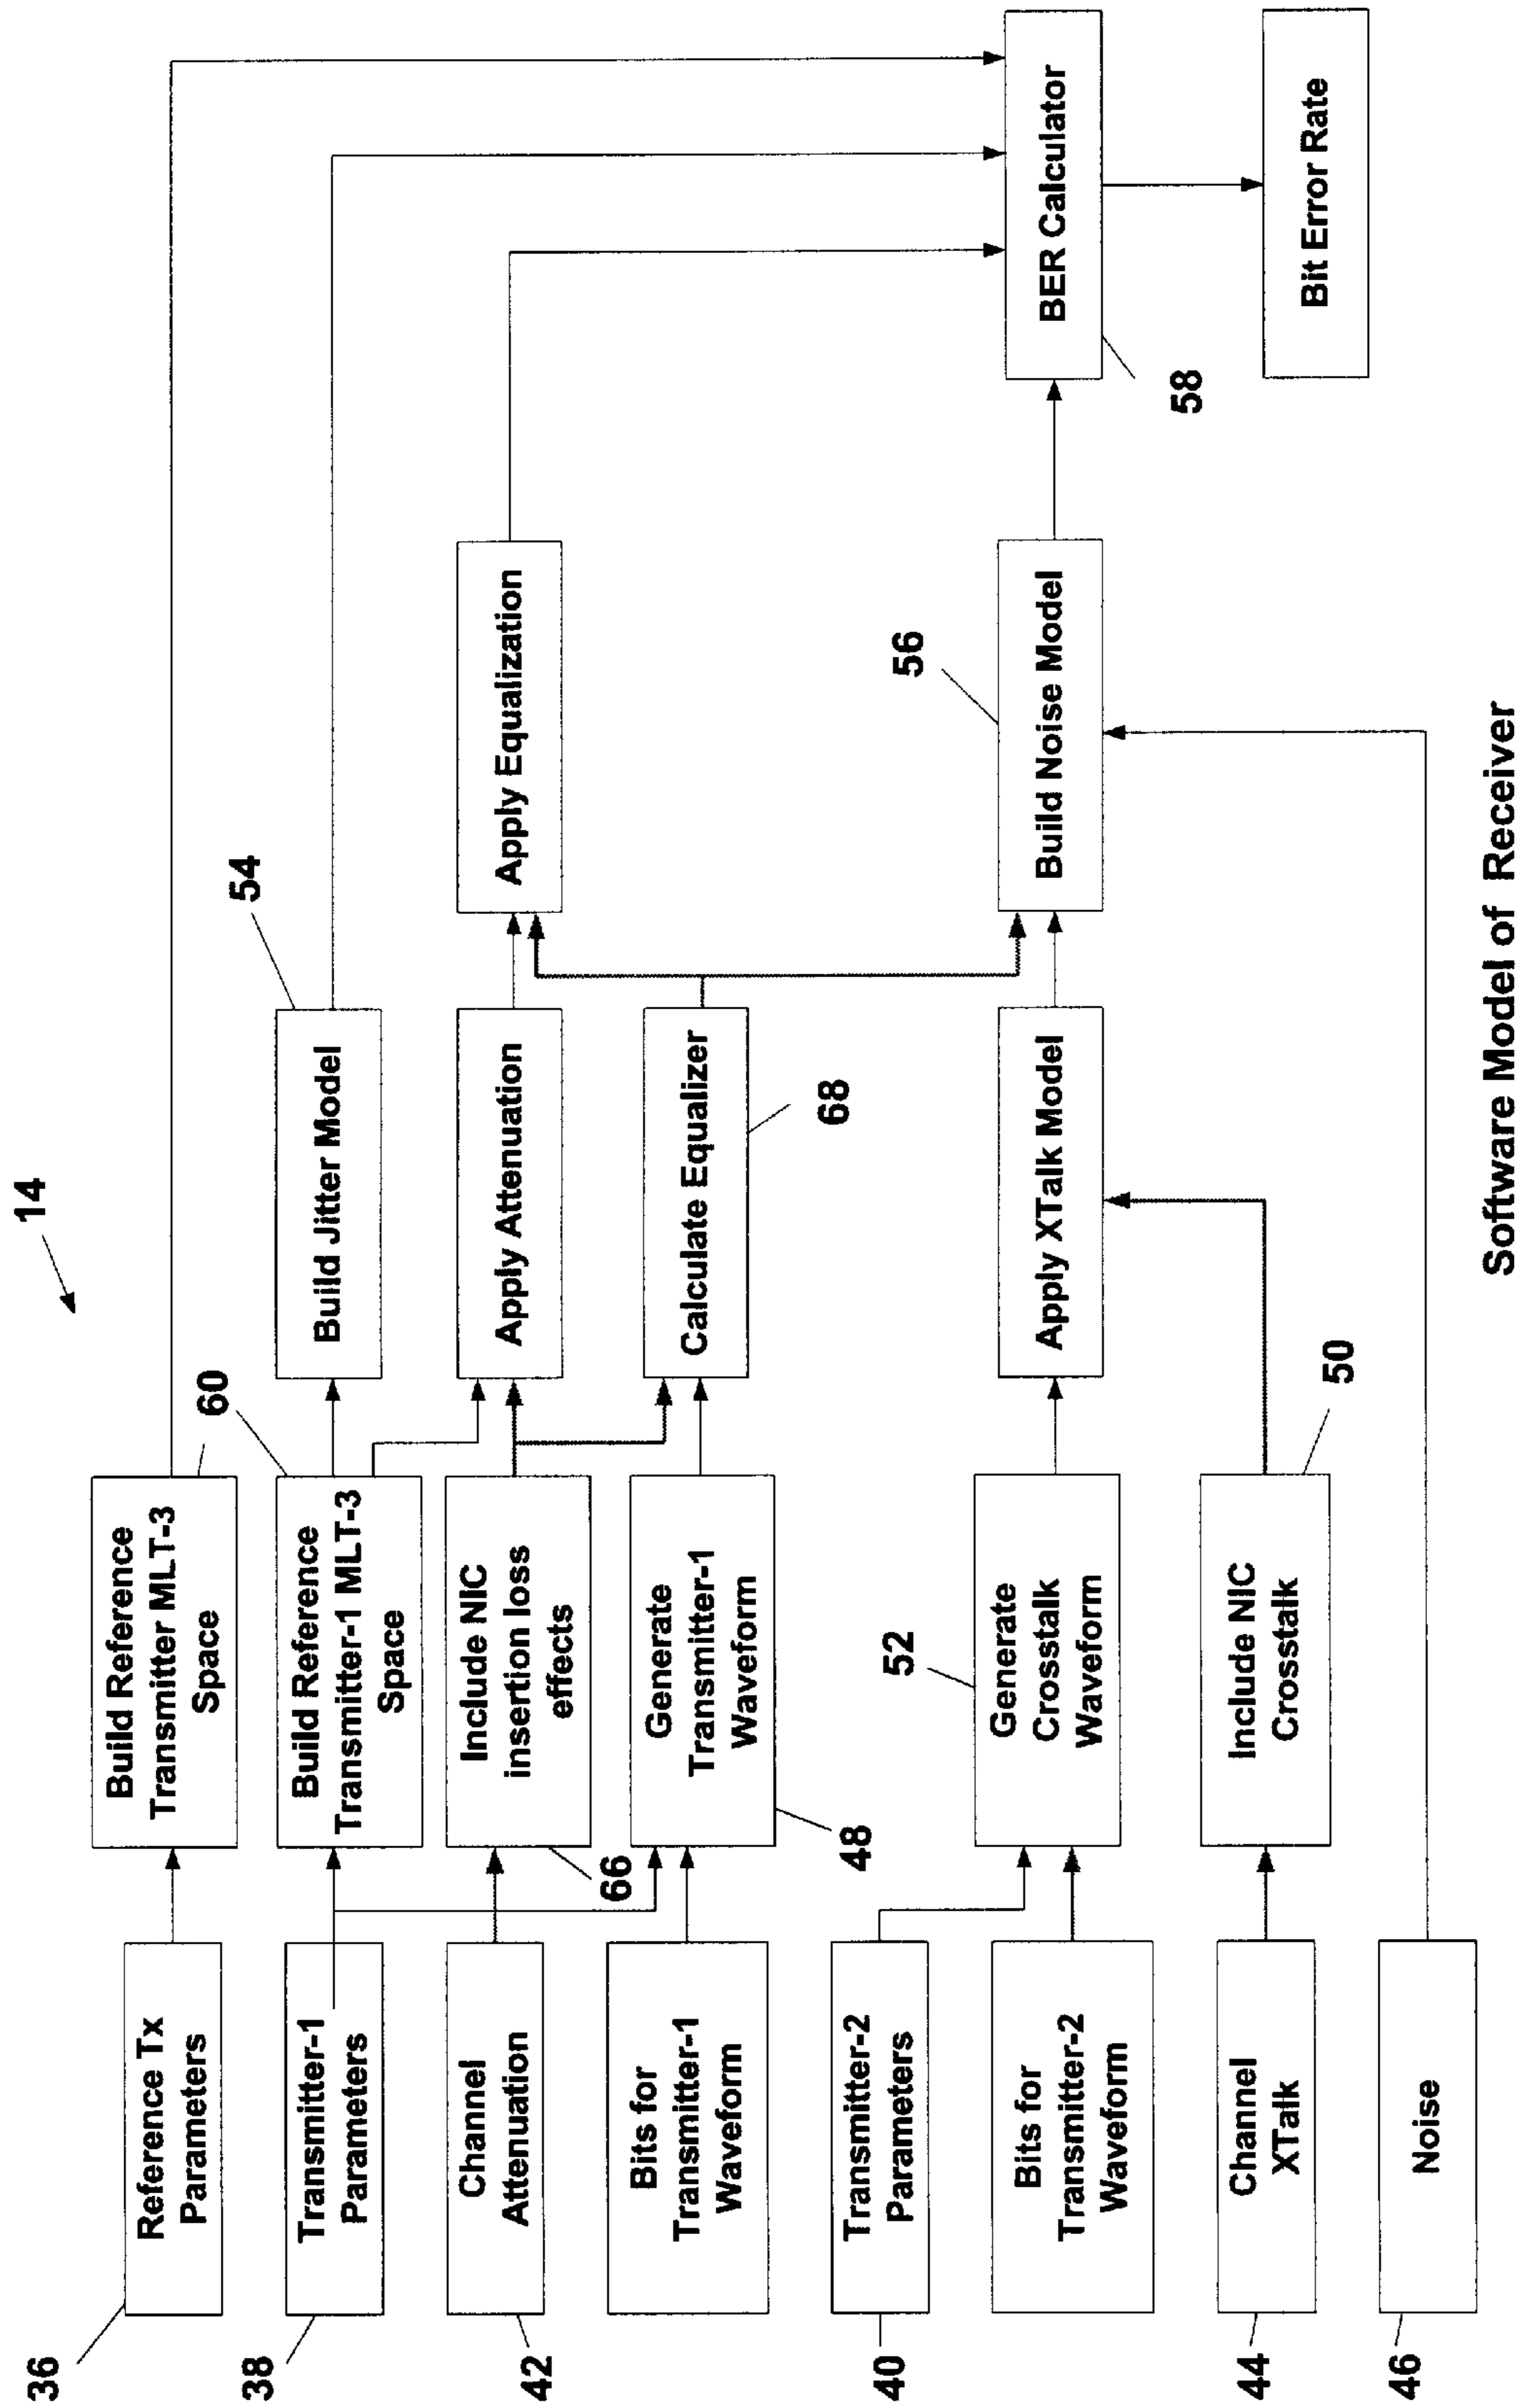 14
36
Reference Tx
Parameters
Build Reference
Transmitter MLT-3
Space
60
38
Transmitter-1
Parameters
Build Reference
Transmitter-1 MLT-3
Space
Build Jitter Model
54
42
Channel
Attenuation
Include NIC
insertion loss
effects
66
Apply Attenuation
Apply Equalization
Bits for
Transmitter-1
Waveform
Generate
Transmitter-1
Waveform
48
Calculate Equalizer
68
40
Transmitter-2
Parameters
Bits for
Transmitter-2
Waveform
52
Generate
Crosstalk
Waveform
Apply XTalk Model
56
Build Noise Model
BER Calculator
58
44
Channel
XTalk
Include NIC
Crosstalk
50
Bit Error Rate
46
Noise
Software Model of Receiver